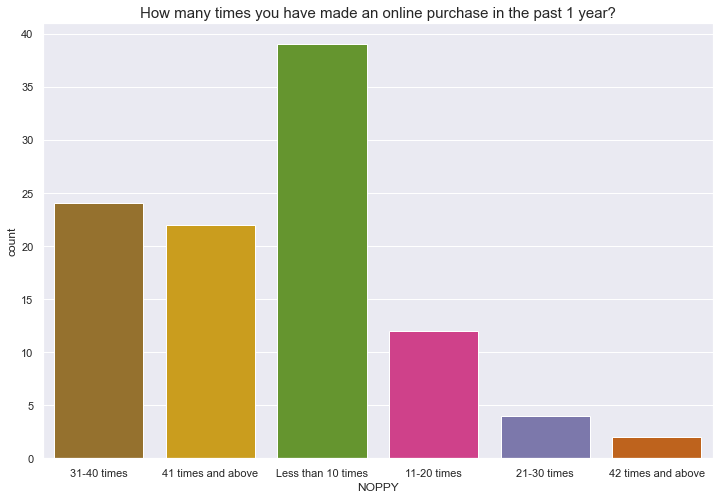 How many times you have made an online purchase in the past 1 year?
40
35
30
25
20
15
10
5
0
count
31-40 times
41 times and above
Less than 10 times
11-20 times
21-30 times
42 times and above
NOPPY